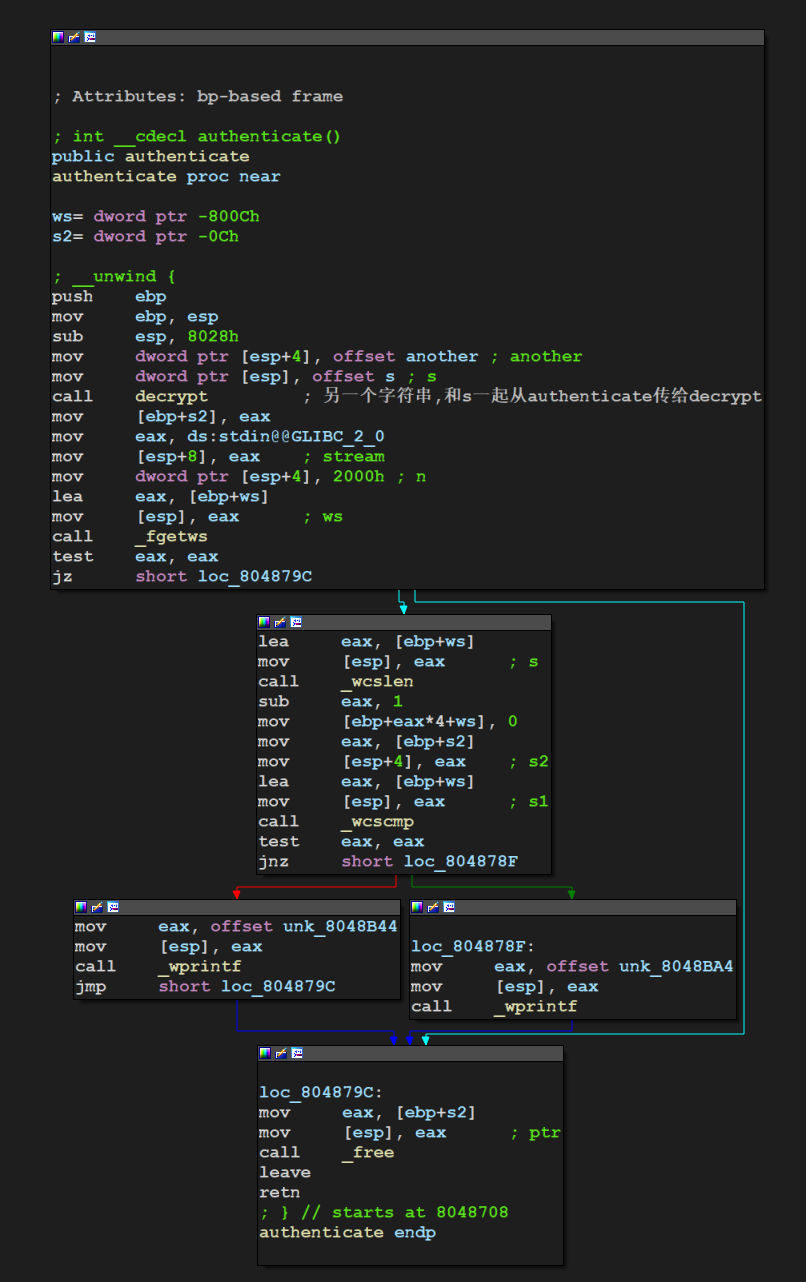 ; Attributes: bp-based frame
; int __cdecl authenticate()
public authenticate
authenticate proc near
ws= dword ptr -800Ch
s2= dword ptr -0Ch
; __unwind {
push ebp
mov ebp, esp
sub esp, 8028h
mov dword ptr [esp+4], offset another ; another
mov dword ptr [esp], offset s ; s
call decrypt ; 另一个字符串,和s一起从authenticate传给decrypt
mov [ebp+s2], eax
mov eax, ds:stdin@@GLIBC_2_0
mov [esp+8], eax ; stream
mov dword ptr [esp+4], 2000h ; n
lea eax, [ebp+ws]
mov [esp], eax ; ws
call _fgetws
test eax, eax
jz short loc_804879C
lea eax, [ebp+ws]
mov [esp], eax ; s
call _wcslen
sub eax, 1
mov [ebp+eax*4+ws], 0
mov eax, [ebp+s2]
mov [esp+4], eax ; s2
lea eax, [ebp+ws]
mov [esp], eax ; s1
call _wcscmp
test eax, eax
jnz short loc_804878F
mov eax, offset unk_8048B44
mov [esp], eax
call _wprintf
jmp short loc_804879C
loc_804878F:
mov eax, offset unk_8048BA4
mov [esp], eax
call _wprintf
loc_804879C:
mov eax, [ebp+s2]
mov [esp], eax ; ptr
call _free
leave
retn
; } // starts at 8048708
authenticate endp